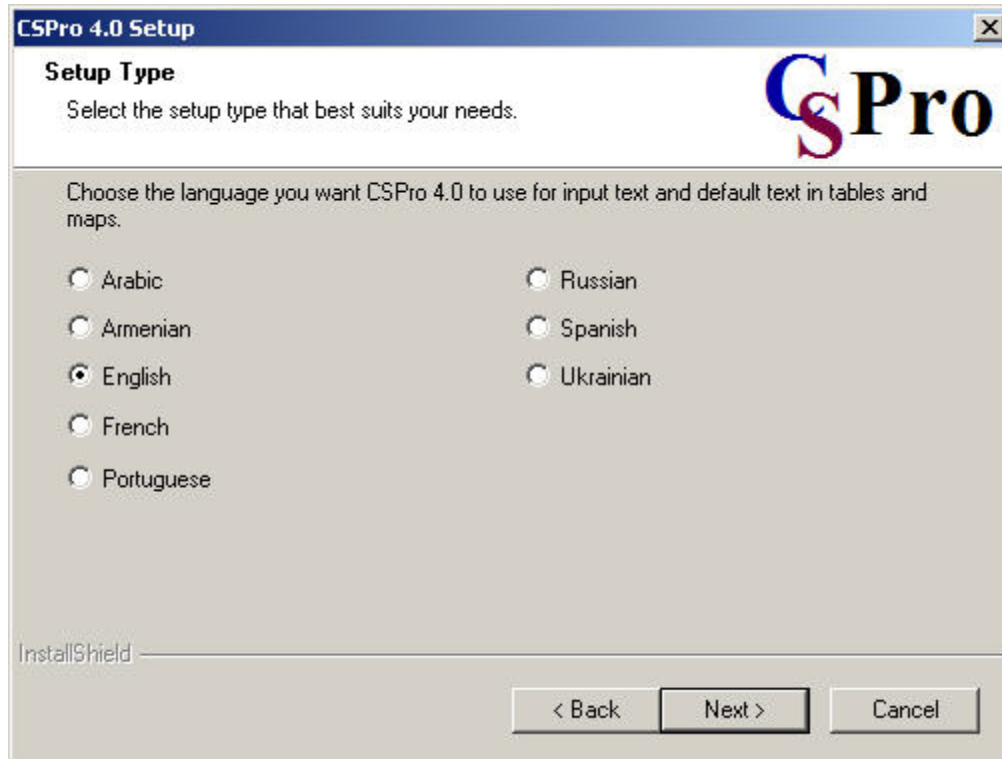 CSPro 4.0 Setup
Setup Type
Select the setup type that best suits your needs.
CSPro
Choose the language you want CSPro 4.0 to use for input text and default text in tables and
maps.
Arabic
Armenian
English
French
Portuguese
Russian
Spanish
Ukrainian
InstallShield
< Back
Next >
Cancel